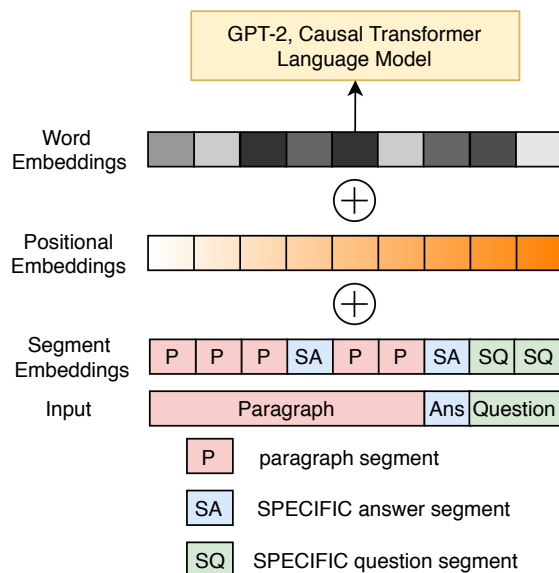 GPT-2, Causal Transformer
Language Model
Word
Embeddings
Positional
Embeddings
Segment
Embeddings
P P P SA P P SA SQ SQ
Input
Paragraph Ans Question
P paragraph segment
SA SPECIFIC answer segment
SQ SPECIFIC question segment